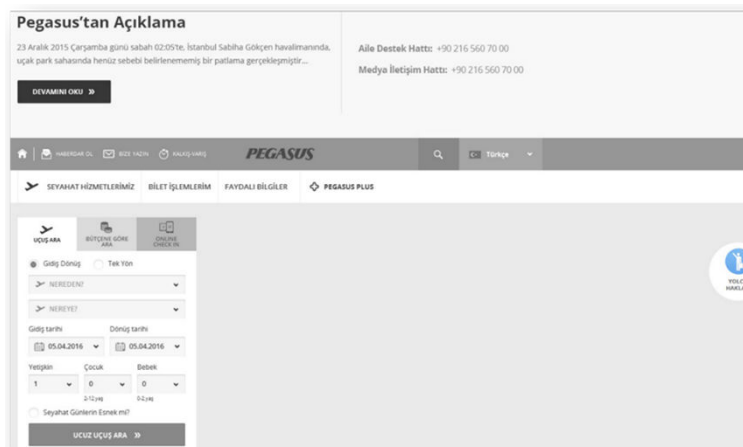 Pegasus’tan Açıklama
23 Aralık 2015 Çarşamba günü sabah 02:05'te, İstanbul Sabiha Gökçen havalimanında,
uçak park sahasında henüz sebebi belirlenememiş bir patlama gerçekleşmiştir...
DEVAMINI OKU »
Aile Destek Hattı: +90 216 560 70 00
Medya İletişim Hattı: +90 216 560 70 00
HABERDAR OL BİZE YAZIN KALKIŞ-VARIŞ PEGASUS Türkçe
SEYAHAT HİZMETLERİMİZ BİLET İŞLEMLERİM FAYDALI BİLGİLER PEGASUS PLUS
UÇUŞ ARA BÜTÇENE GÖRE ARA ONLINE CHECK IN
Gidiş Dönüş Tek Yön
NEREDEN?
NEREYE?
Gidiş tarihi Dönüş tarihi
05.04.2016 05.04.2016
Yetişkin Çocuk Bebek
1 0 0
2-12 yaş 0-2 yaş
Seyahat Günlerin Esnek mi?
UCUZ UÇUŞ ARA »
YOLC
HAKLA